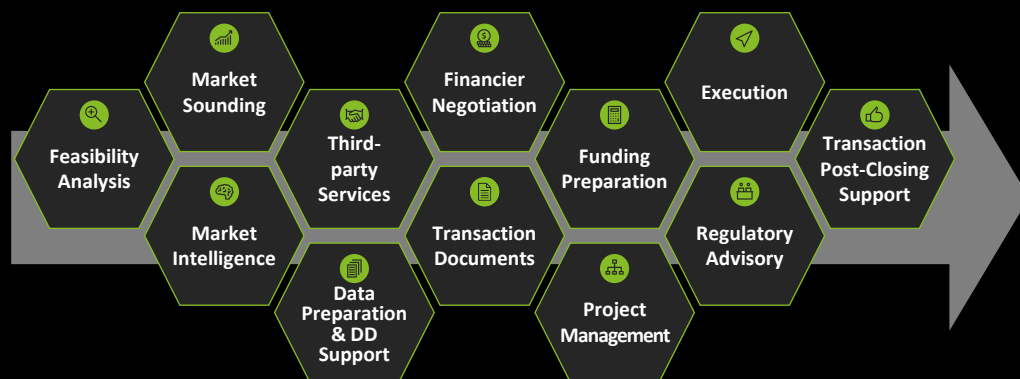 Feasibility
Analysis
Market
Sounding
Market
Intelligence
Third-
party
Services
Data
Preparation
& DD
Support
Financier
Negotiation
Transaction
Documents
Funding
Preparation
Project
Management
Execution
Regulatory
Advisory
Transaction
Post-Closing
Support